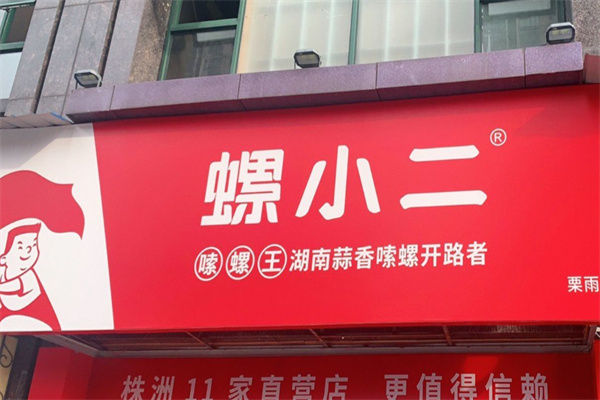 螺小二®
嗦螺王湖南蒜香嗦螺开路者
栗雨
株洲11家直营店 更值得信赖